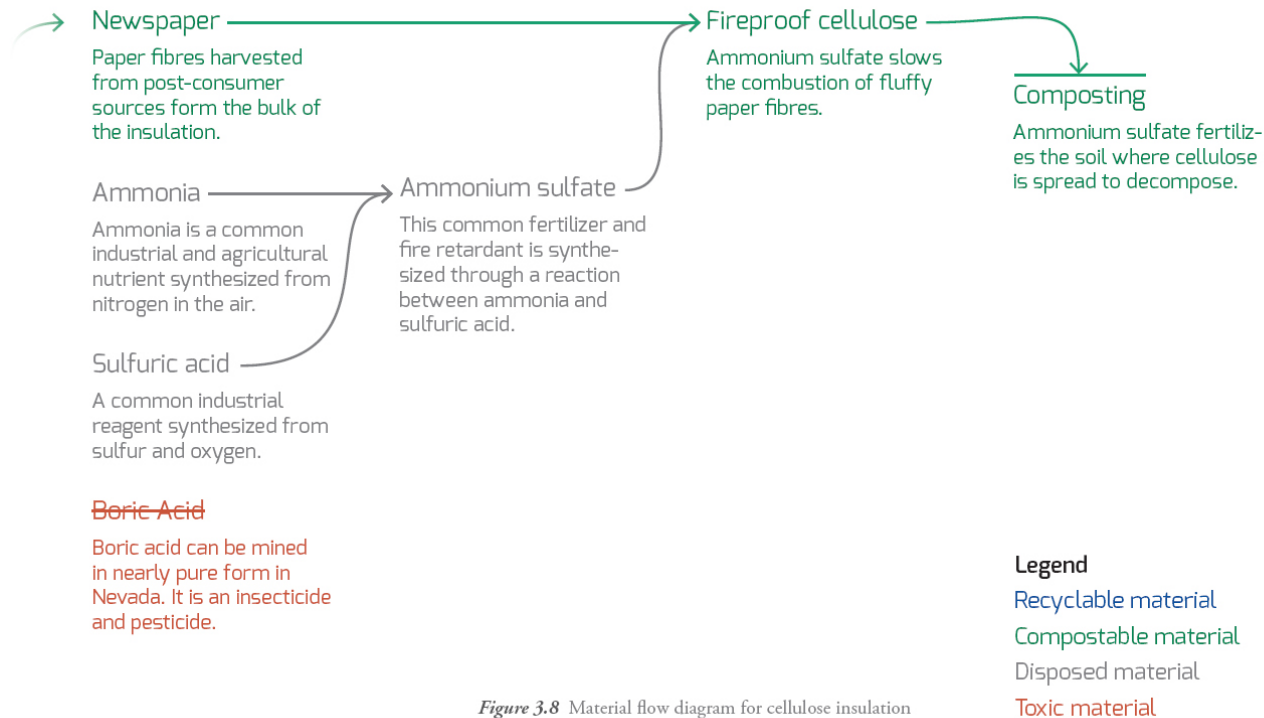 Newspaper
Paper fibres harvested
from post-consumer
sources form the bulk of
the insulation.
Fireproof cellulose
Ammonium sulfate slows
the combustion of fluffy
paper fibres.
Composting
Ammonium sulfate fertiliz-
es the soil where cellulose
is spread to decompose.
Ammonia
Ammonia is a common
industrial and agricultural
nutrient synthesized from
nitrogen in the air.
Ammonium sulfate
This common fertilizer and
fire retardant is synthe-
sized through a reaction
between ammonia and
sulfuric acid.
Sulfuric acid
A common industrial
reagent synthesized from
sulfur and oxygen.
Boric Acid
Boric acid can be mined
in nearly pure form in
Nevada. It is an insecticide
and pesticide.
Legend
Recyclable material
Compostable material
Disposed material
Toxic material
Figure 3.8 Material flow diagram for cellulose insulation